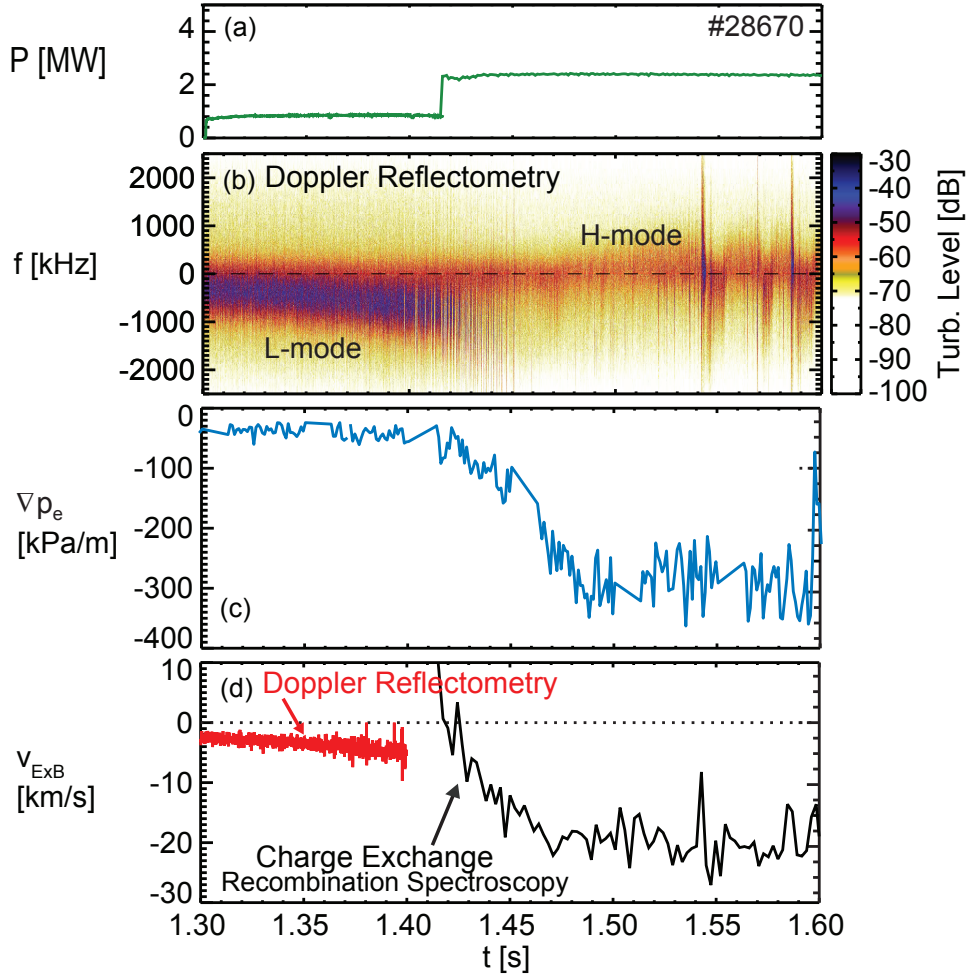 (a)
#28670
P [MW]
4
2
0
(b) Doppler Reflectometry
H-mode
L-mode
f [kHz]
2000
1000
0
-1000
-2000
-30
-40
-50
-60
-70
-80
-90
-100
Turb. Level [dB]
0
-100
-200
-300
-400
∇pₑ
[kPa/m]
(c)
10
0
-10
-20
-30
(d) Doppler Reflectometry
v_ExB
[km/s]
Charge Exchange
Recombination Spectroscopy
1.30 1.35 1.40 1.45 1.50 1.55 1.60
t [s]